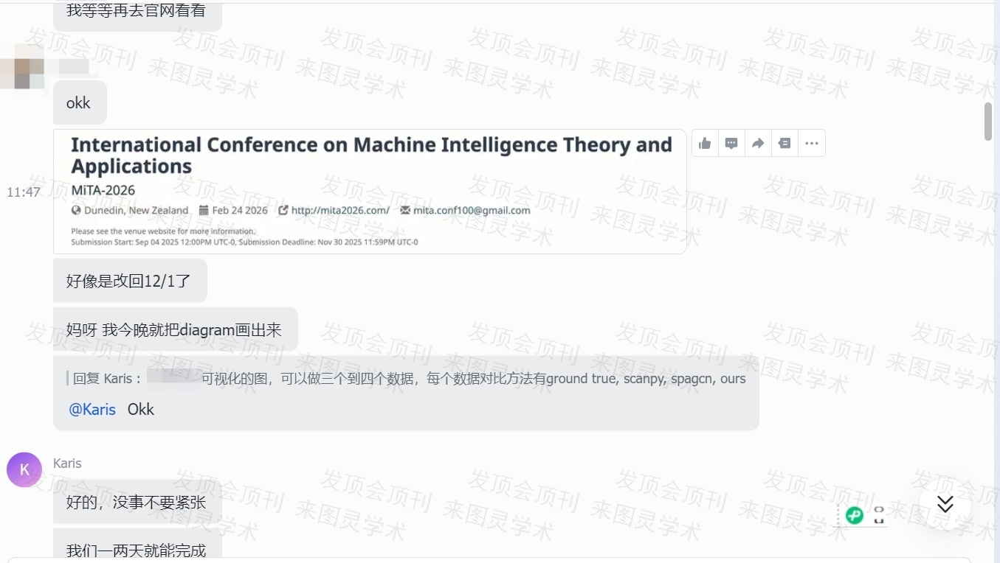 我等等再去官网看看
okk
International Conference on Machine Intelligence Theory and
Applications
MiTA-2026
11:47
Dunedin, New Zealand Feb 24 2026 http://mita2026.com/ mita.conf100@gmail.com
Please see the venue website for more information.
Submission Start: Sep 04 2025 12:00PM UTC-0, Submission Deadline: Nov 30 2025 11:59PM UTC-0
好像是改回12/1了
妈呀 我今晚就把diagram画出来
回复 Karis： 可视化的图，可以做三个到四个数据，每个数据对比方法有ground true, scanpy, spagcn, ours
@Karis Okk
K
Karis
好的，没事不要紧张
我们一两天就能完成
发顶会顶刊
来图灵学术